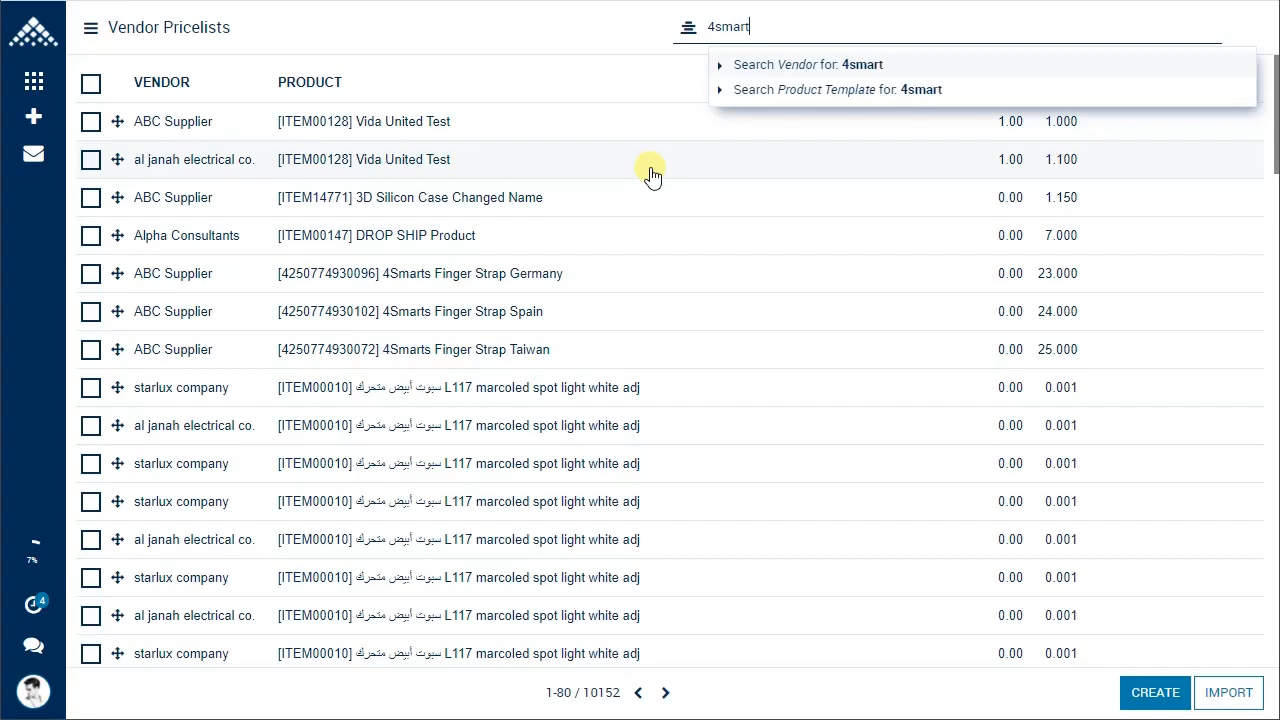 Vendor Pricelists
4smart
Search Vendor for: 4smart
Search Product Template for: 4smart
VENDOR PRODUCT
ABC Supplier [ITEM00128] Vida United Test 1.00 1.000
al janah electrical co. [ITEM00128] Vida United Test 1.00 1.100
ABC Supplier [ITEM14771] 3D Silicon Case Changed Name 0.00 1.150
Alpha Consultants [ITEM00147] DROP SHIP Product 0.00 7.000
ABC Supplier [4250774930096] 4Smarts Finger Strap Germany 0.00 23.000
ABC Supplier [4250774930102] 4Smarts Finger Strap Spain 0.00 24.000
ABC Supplier [4250774930072] 4Smarts Finger Strap Taiwan 0.00 25.000
starlux company [ITEM00010] سبوت أبيض متحرك L117 marcoled spot light white adj 0.00 0.001
al janah electrical co. [ITEM00010] سبوت أبيض متحرك L117 marcoled spot light white adj 0.00 0.001
starlux company [ITEM00010] سبوت أبيض متحرك L117 marcoled spot light white adj 0.00 0.001
starlux company [ITEM00010] سبوت أبيض متحرك L117 marcoled spot light white adj 0.00 0.001
al janah electrical co. [ITEM00010] سبوت أبيض متحرك L117 marcoled spot light white adj 0.00 0.001
starlux company [ITEM00010] سبوت أبيض متحرك L117 marcoled spot light white adj 0.00 0.001
al janah electrical co. [ITEM00010] سبوت أبيض متحرك L117 marcoled spot light white adj 0.00 0.001
starlux company [ITEM00010] سبوت أبيض متحرك L117 marcoled spot light white adj 0.00 0.001
7%
4
1-80 / 10152
CREATE IMPORT